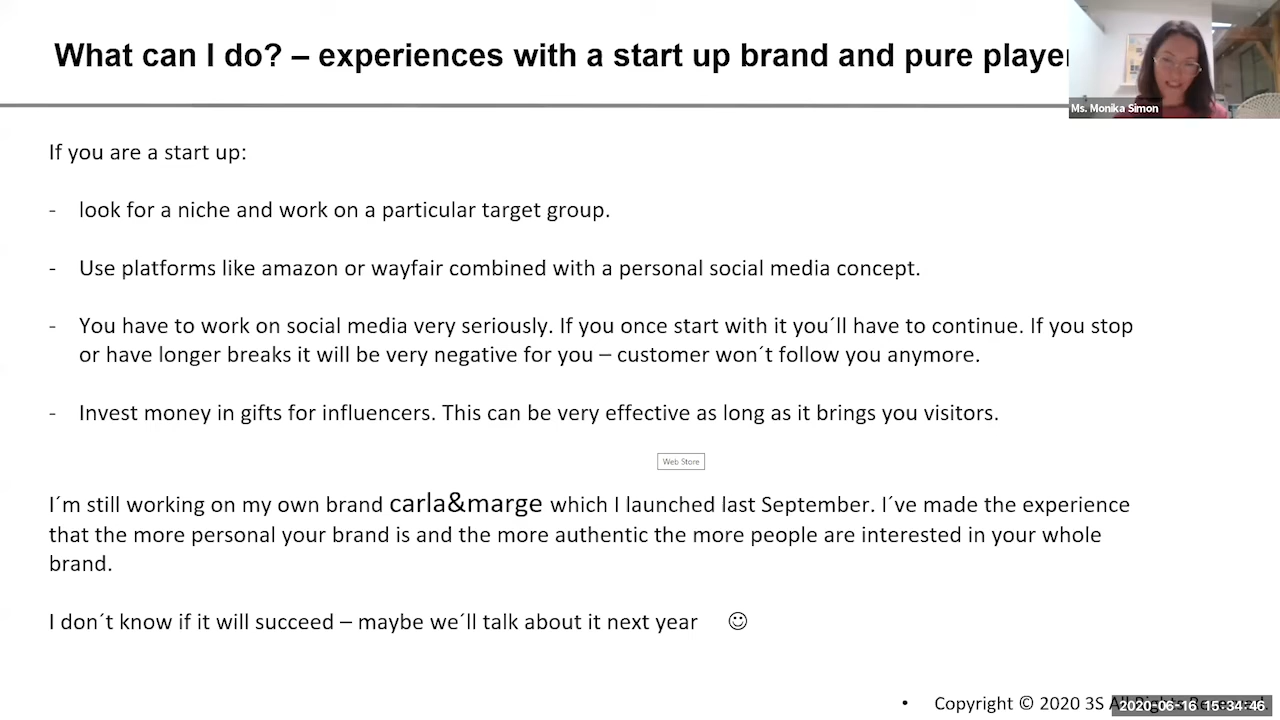 What can I do? – experiences with a start up brand and pure player
Ms. Monika Simon
If you are a start up:
- look for a niche and work on a particular target group.
- Use platforms like amazon or wayfair combined with a personal social media concept.
- You have to work on social media very seriously. If you once start with it you´ll have to continue. If you stop
or have longer breaks it will be very negative for you – customer won´t follow you anymore.
- Invest money in gifts for influencers. This can be very effective as long as it brings you visitors.
Web Store
I´m still working on my own brand carla&marge which I launched last September. I´ve made the experience
that the more personal your brand is and the more authentic the more people are interested in your whole
brand.
I don´t know if it will succeed – maybe we´ll talk about it next year ☺
• Copyright © 2020 3S All Rights Reserved
2020-06-16 15:34:46